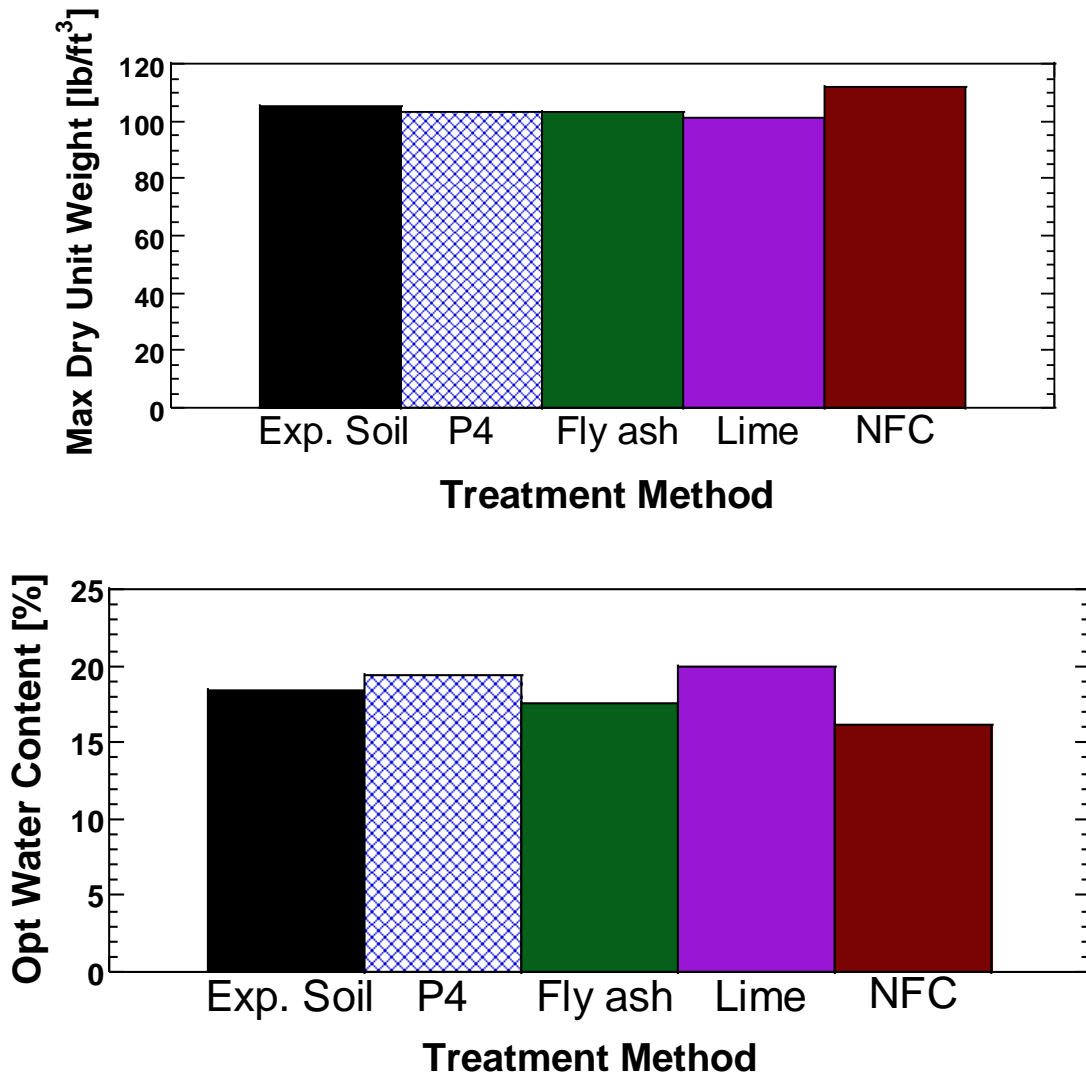 Max Dry Unit Weight [lb/ft³]
120
100
80
60
40
20
0
Exp. Soil P4 Fly ash Lime NFC
Treatment Method
Opt Water Content [%]
25
20
15
10
5
0
Exp. Soil P4 Fly ash Lime NFC
Treatment Method